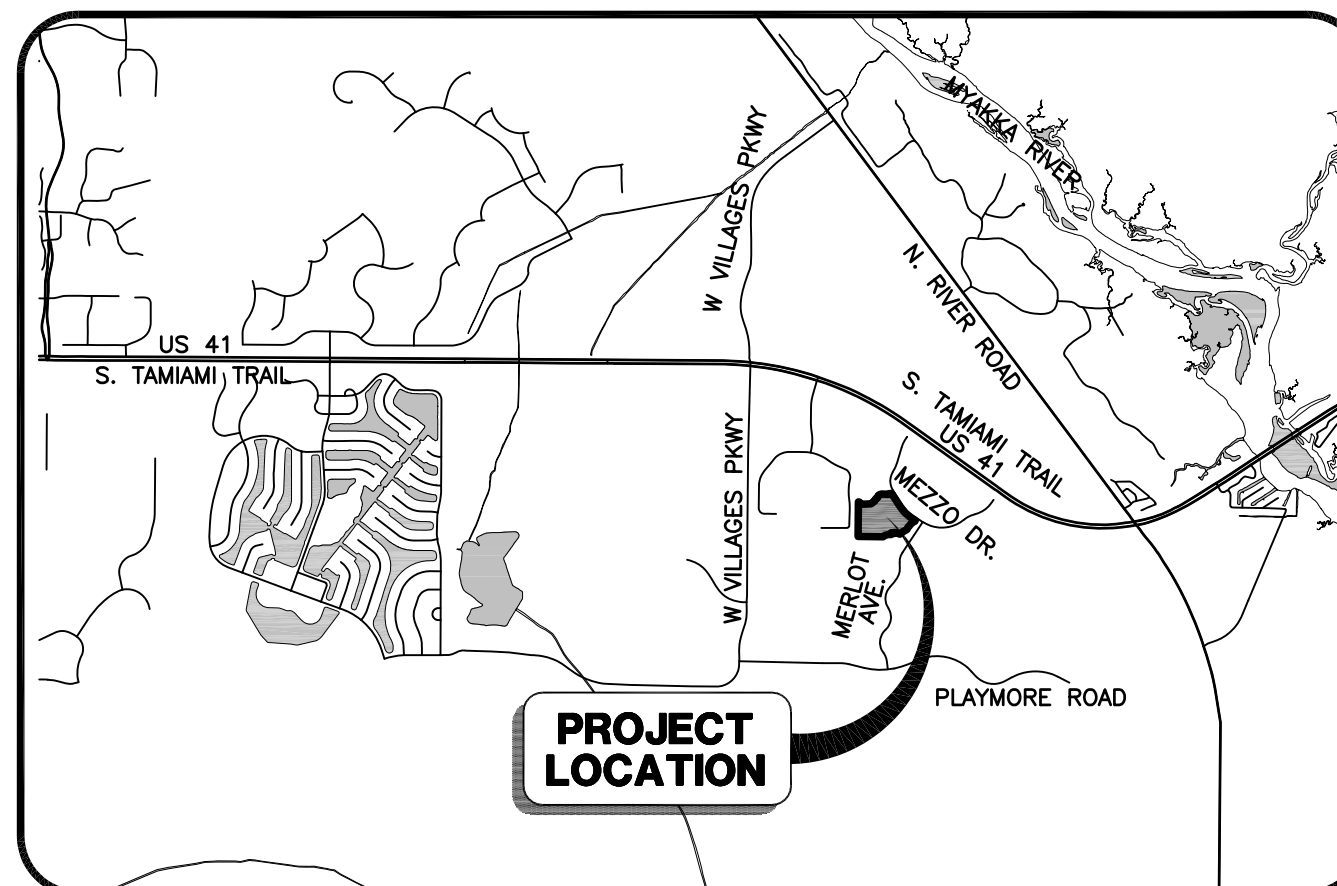 MYAKKA RIVER
W VILLAGES PKWY
N. RIVER ROAD
US 41
S. TAMIAMI TRAIL
S. TAMIAMI TRAIL
US 41
W VILLAGES PKWY
MEZZO DR.
MERLOT
AVE.
PLAYMORE ROAD
PROJECT
LOCATION